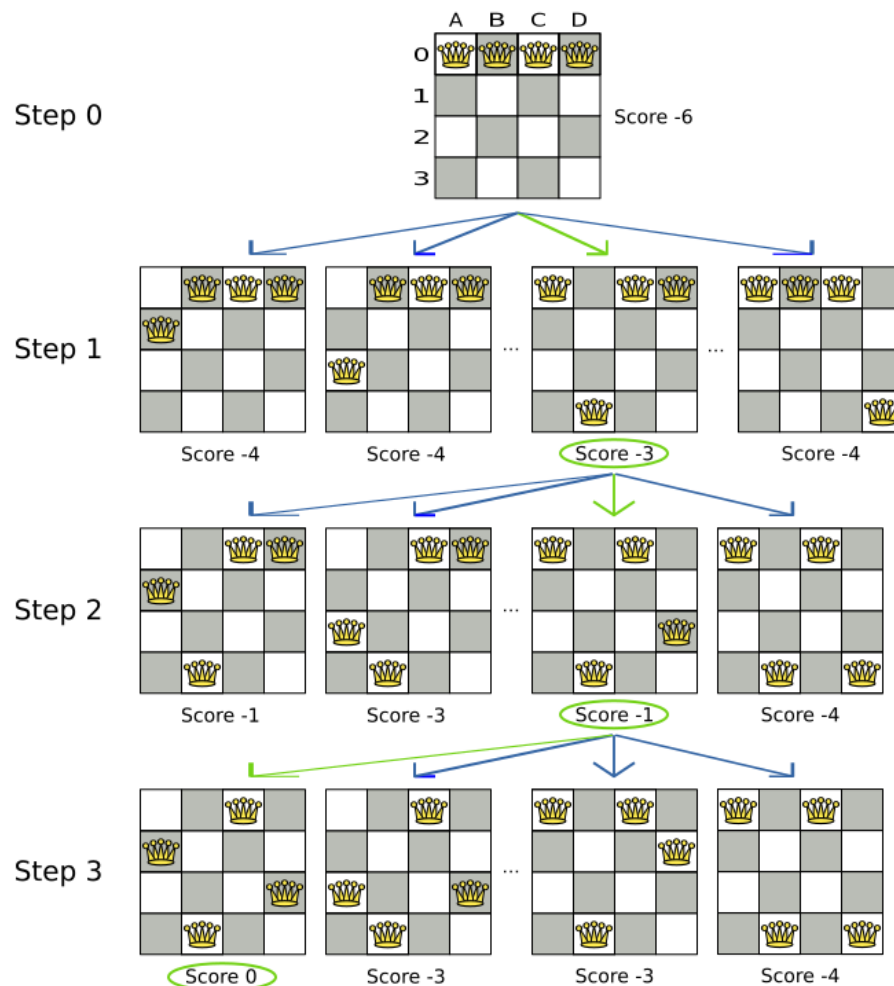 A B C D
0
1
Step 0
Score -6
2
3
Step 1
... ...
Score -4 Score -4 Score -3 Score -4
Step 2
...
Score -1 Score -3 Score -1 Score -4
Step 3
...
Score 0 Score -3 Score -3 Score -4